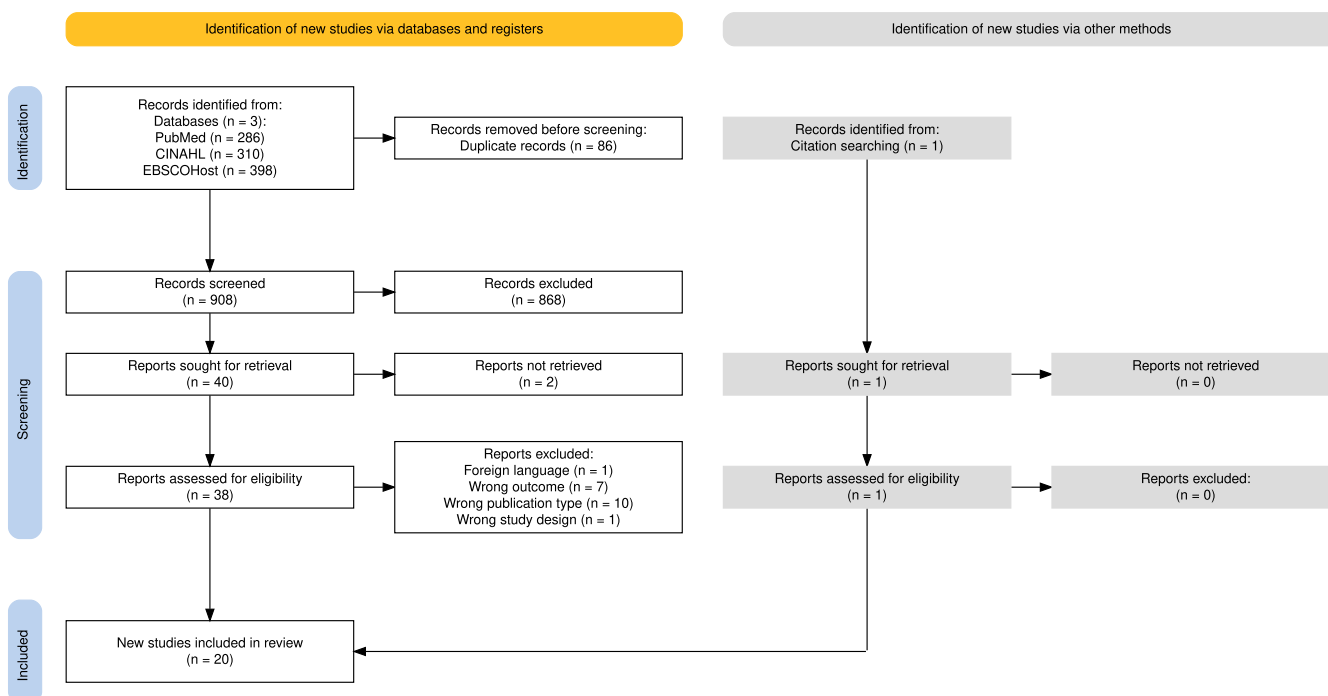 Identification of new studies via databases and registers
Identification of new studies via other methods
Identification
Records identified from:
Databases (n = 3):
PubMed (n = 286)
CINAHL (n = 310)
EBSCOHost (n = 398)
Records removed before screening:
Duplicate records (n = 86)
Records identified from:
Citation searching (n = 1)
Screening
Records screened
(n = 908)
Records excluded
(n = 868)
Reports sought for retrieval
(n = 40)
Reports not retrieved
(n = 2)
Reports sought for retrieval
(n = 1)
Reports not retrieved
(n = 0)
Reports assessed for eligibility
(n = 38)
Reports excluded:
Foreign language (n = 1)
Wrong outcome (n = 7)
Wrong publication type (n = 10)
Wrong study design (n = 1)
Reports assessed for eligibility
(n = 1)
Reports excluded:
(n = 0)
Included
New studies included in review
(n = 20)